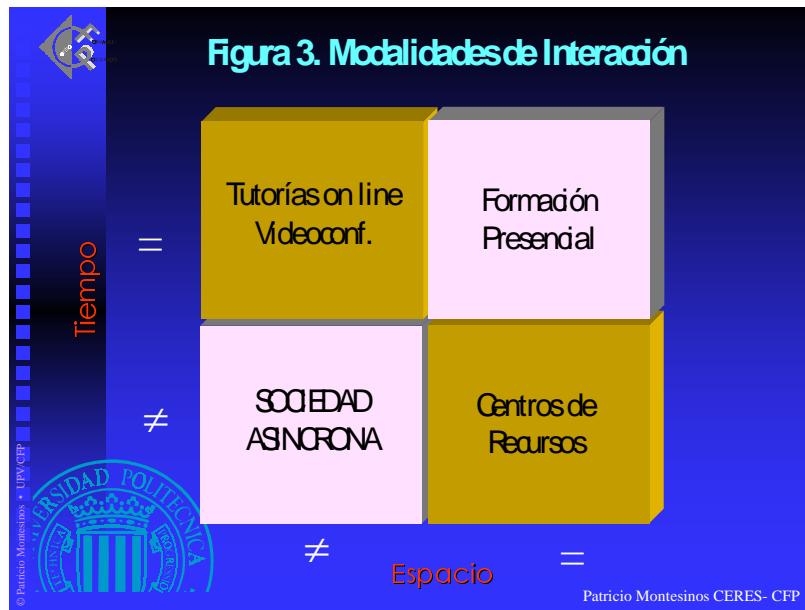 Figura 3. Modalidades de Interacción
Tutorías on line
Videoconf.
Formación
Presencial
=
Tiempo
SOCIEDAD
ASINCRONA
Centros de
Recursos
≠
≠
Espacio
=
© Patricio Montesinos • UPV/CFP
Patricio Montesinos CERES- CFP